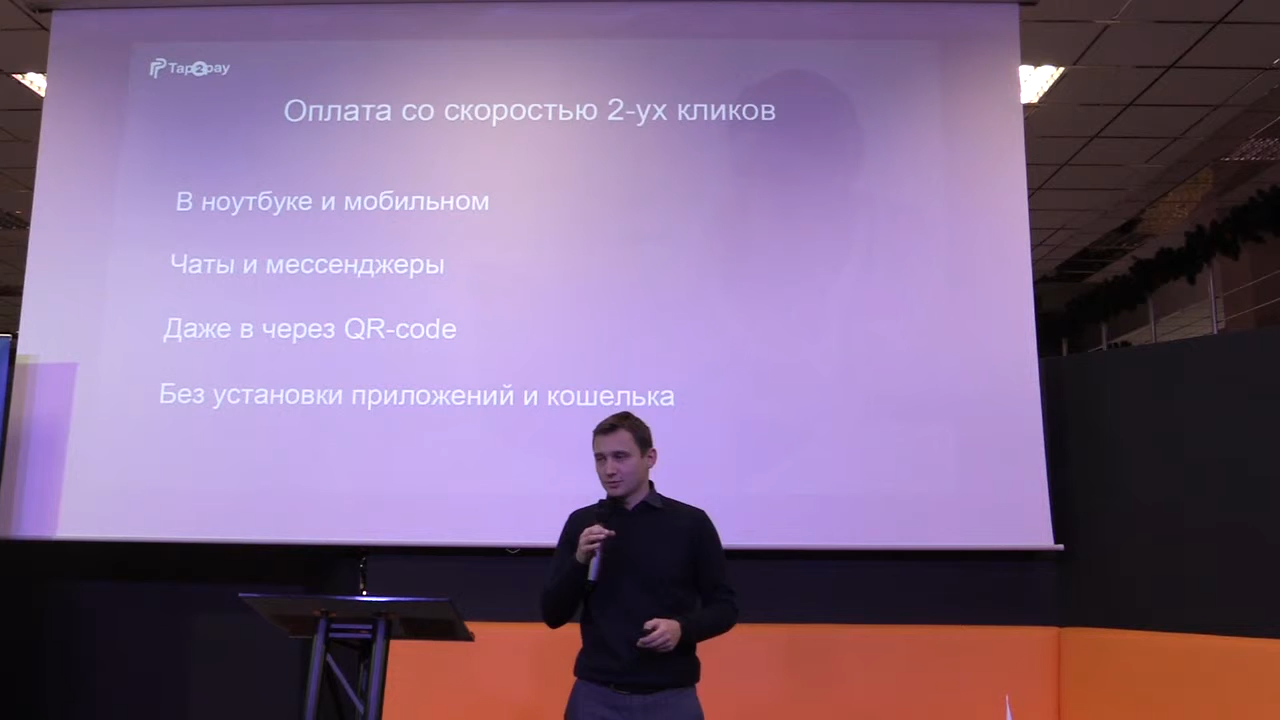 Tap2pay
Оплата со скоростью 2-ух кликов
В ноутбуке и мобильном
Чаты и мессенджеры
Даже в через QR-code
Без установки приложений и кошелька